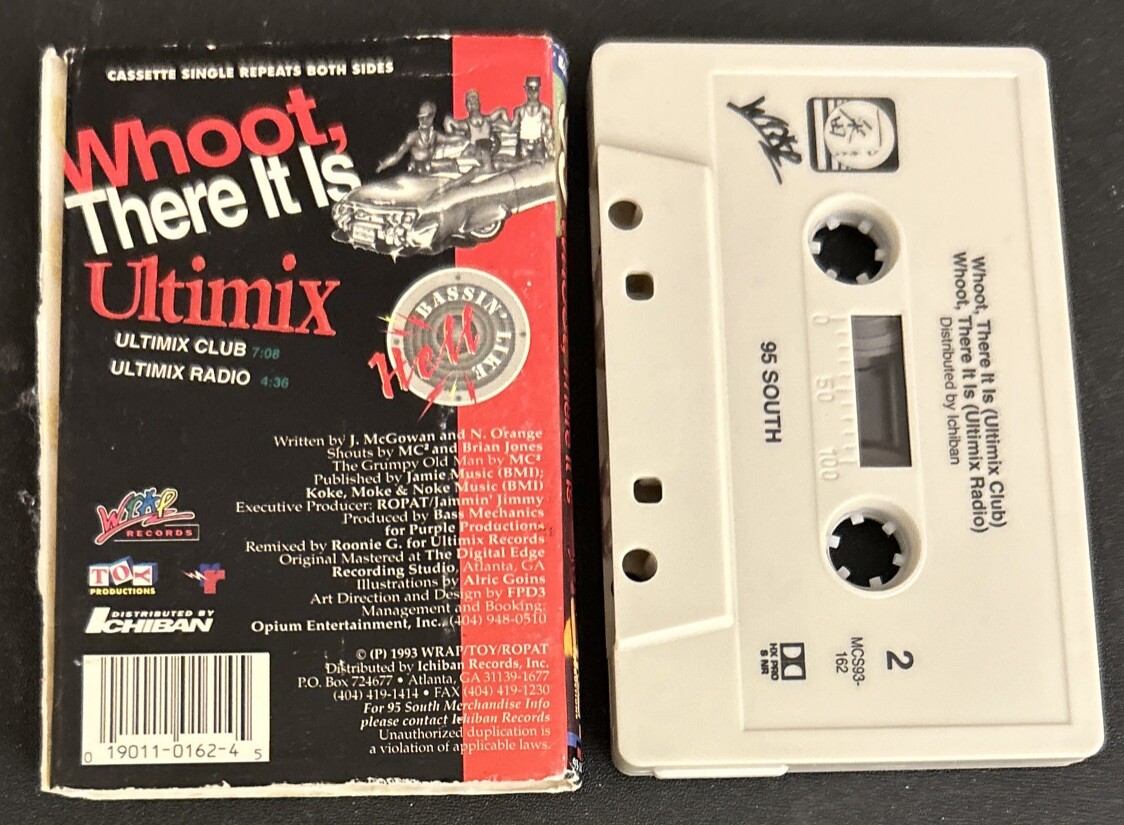 CASSETTE SINGLE REPEATS BOTH SIDES
Whoot,
There It Is
Ultimix
ULTIMIX CLUB 7:08
ULTIMIX RADIO 4:36
BASSIN' LIKE
Hell
Written by J. McGowan and N. Orange
Shouts by MC² and Brian Jones
The Grumpy Old Man by MC²
Published by Jamie Music (BMI);
Koke, Moke & Noke Music (BMI)
Executive Producer: ROPAT/Jammin' Jimmy
Produced by Bass Mechanics
for Purple Productions
Remixed by Roonie G. for Ultimix Records
Original Mastered at The Digital Edge
Recording Studio, Atlanta, GA
Illustrations by Alric Goins
Art Direction and Design by FPD3
Management and Booking:
Opium Entertainment, Inc. (404) 948-0510
WRAP
RECORDS
TOY
PRODUCTIONS
DISTRIBUTED BY
ICHIBAN
© (P) 1993 WRAP/TOY/ROPAT
Distributed by Ichiban Records, Inc.
P.O. Box 724677 • Atlanta, GA 31139-1677
(404) 419-1414 • FAX (404) 419-1230
For 95 South Merchandise Info
please contact Ichiban Records
Unauthorized duplication is
a violation of applicable laws.
0 19011-0162-4 5
WRAP
Whoot, There It Is (Ultimix Club)
Whoot, There It Is (Ultimix Radio)
Distributed by Ichiban
0 50 100
95 SOUTH
2
MCS93-
162
HX PRO
S NR